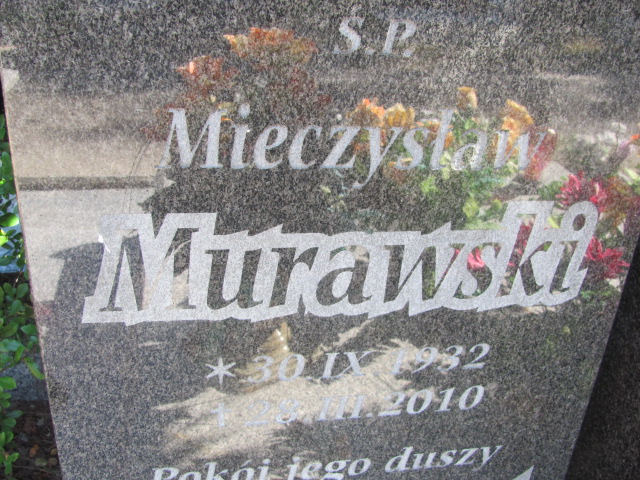 Ś.P.
Mieczysław
Murawski
✶ 30.IX 1932
† 28.III.2010
Pokój jego duszy